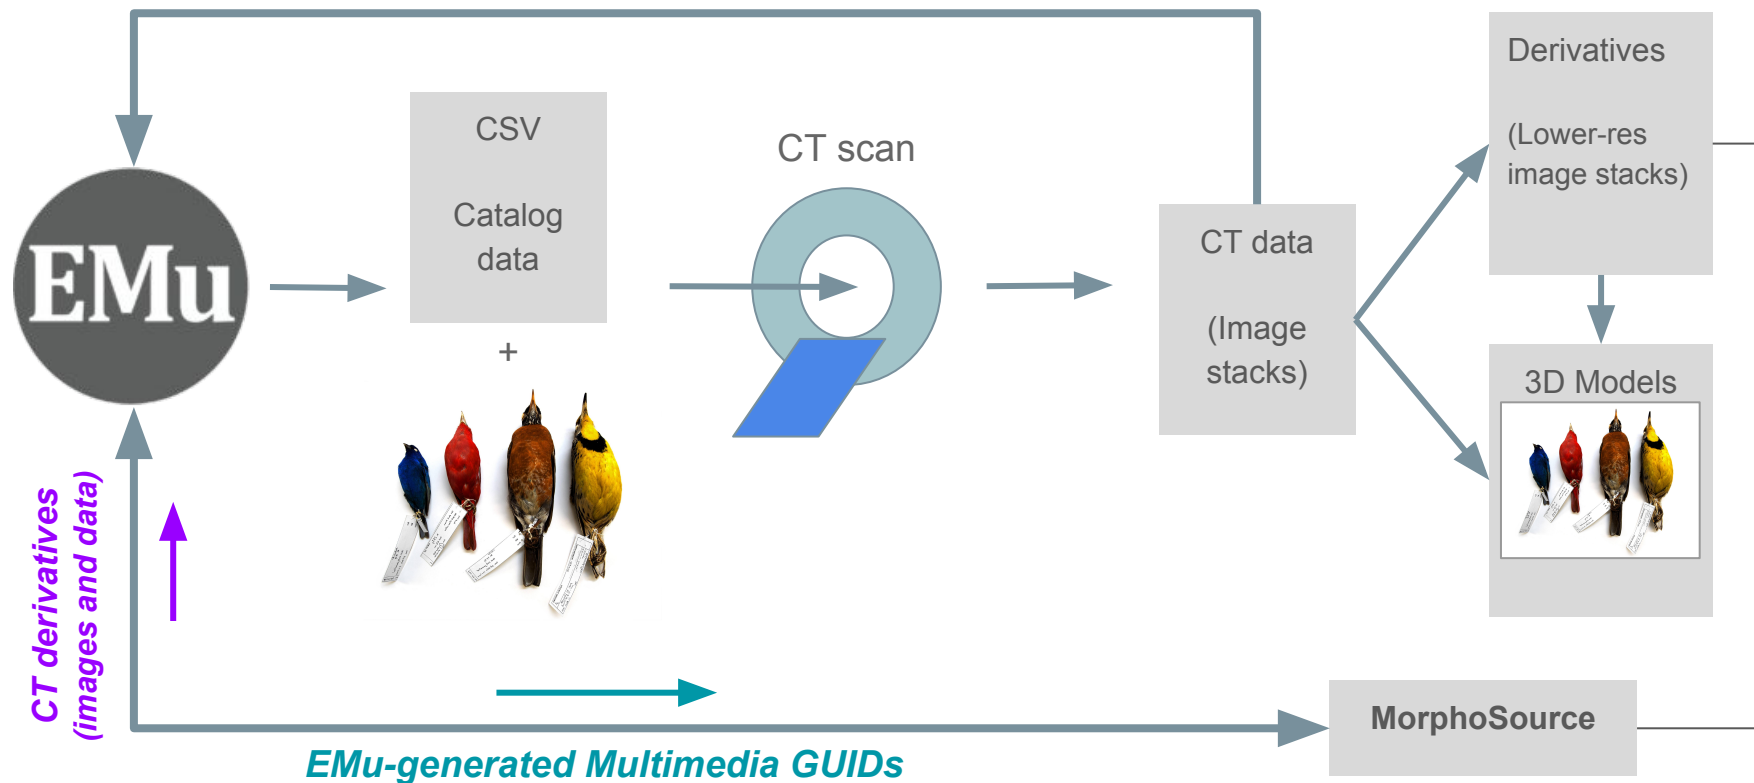 EMu
CSV
Catalog
data
+
CT scan
CT data
(Image
stacks)
Derivatives
(Lower-res
image stacks)
3D Models
CT derivatives
(images and data)
EMu-generated Multimedia GUIDs
MorphoSource